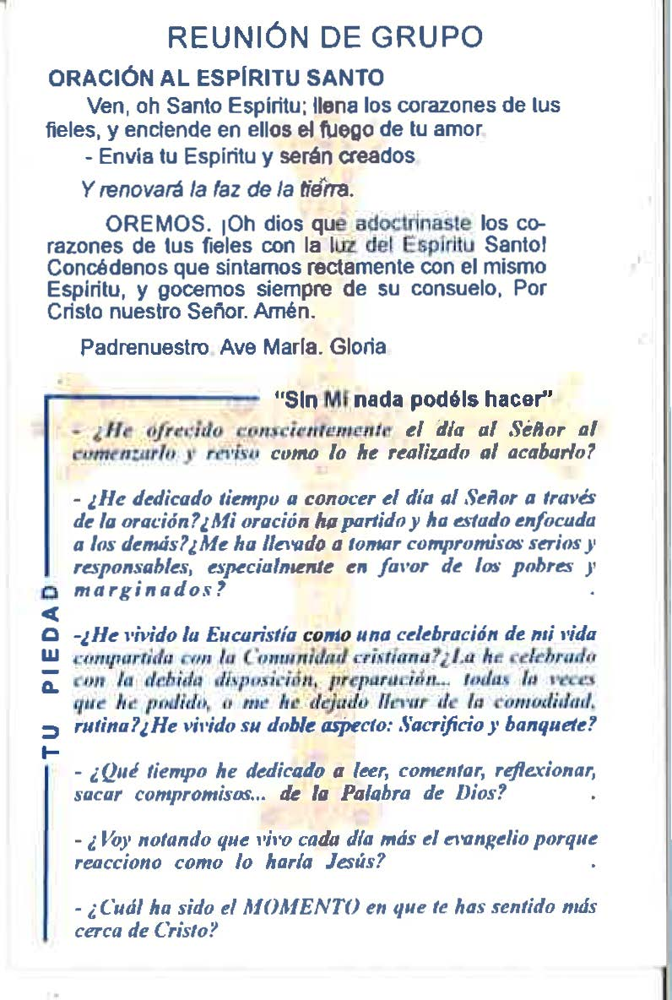 REUNIÓN DE GRUPO
ORACIÓN AL ESPÍRITU SANTO
Ven, oh Santo Espíritu; llena los corazones de tus
fieles, y enciende en ellos el fuego de tu amor.
- Envía tu Espíritu y serán creados.
Y renovará la faz de la tierra.
OREMOS. ¡Oh dios que adoctrinaste los co-
razones de tus fieles con la luz del Espíritu Santo!
Concédenos que sintamos rectamente con el mismo
Espíritu, y gocemos siempre de su consuelo, Por
Cristo nuestro Señor. Amén.
Padrenuestro. Ave María. Gloria.
"Sin Mí nada podéis hacer"
TU PIEDAD
- ¿He ofrecido conscientemente el día al Señor al
comenzarlo y reviso como lo he realizado al acabarlo?
- ¿He dedicado tiempo a conocer el día al Señor a través
de la oración?¿Mi oración ha partido y ha estado enfocada
a los demás?¿Me ha llevado a tomar compromisos serios y
responsables, especialmente en favor de los pobres y
marginados? .
-¿He vivido la Eucaristía como una celebración de mi vida
compartida con la Comunidad cristiana?¿La he celebrado
con la debida disposición, preparación... todas la veces
que he podido, o me he dejado llevar de la comodidad,
rutina?¿He vivido su doble aspecto: Sacrificio y banquete?
- ¿Qué tiempo he dedicado a leer, comentar, reflexionar,
sacar compromisos... de la Palabra de Dios? .
- ¿Voy notando que vivo cada día más el evangelio porque
reacciono como lo haría Jesús? .
- ¿Cuál ha sido el MOMENTO en que te has sentido más
cerca de Cristo?